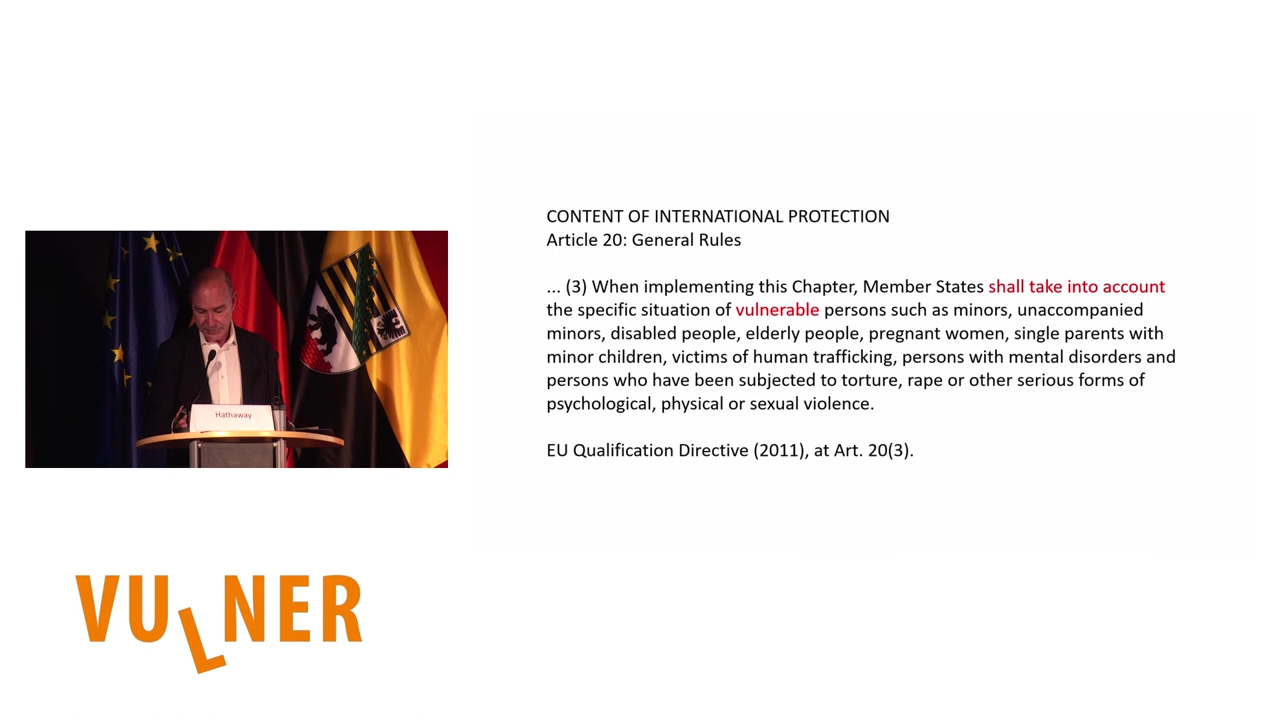 CONTENT OF INTERNATIONAL PROTECTION
Article 20: General Rules
... (3) When implementing this Chapter, Member States shall take into account
the specific situation of vulnerable persons such as minors, unaccompanied
minors, disabled people, elderly people, pregnant women, single parents with
minor children, victims of human trafficking, persons with mental disorders and
persons who have been subjected to torture, rape or other serious forms of
psychological, physical or sexual violence.
EU Qualification Directive (2011), at Art. 20(3).
Hathaway
VULNER